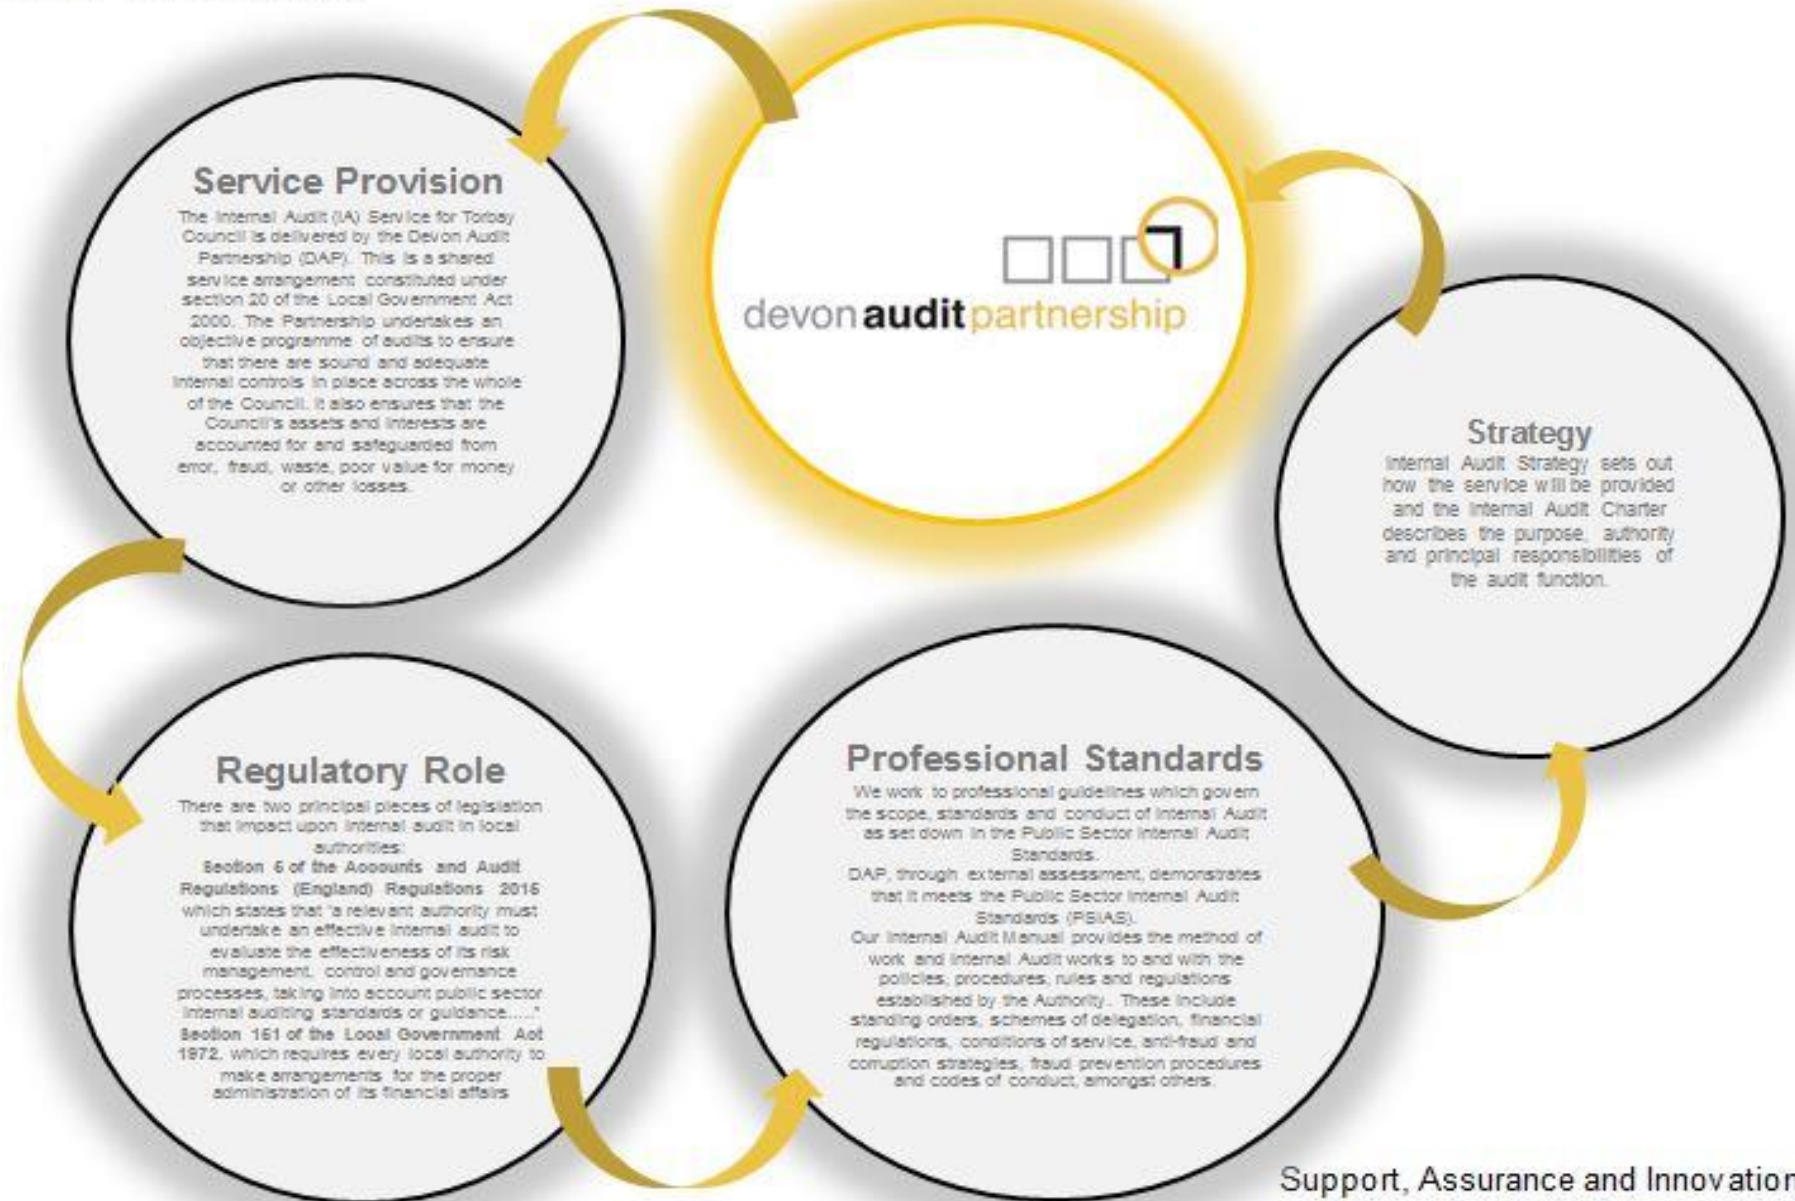 devonauditpartnership
Service Provision
The Internal Audit (IA) Service for Torbay
Council is delivered by the Devon Audit
Partnership (DAP). This is a shared
service arrangement constituted under
section 20 of the Local Government Act
2000. The Partnership undertakes an
objective programme of audits to ensure
that there are sound and adequate
internal controls in place across the whole
of the Council. It also ensures that the
Council's assets and interests are
accounted for and safeguarded from
error, fraud, waste, poor value for money
or other losses.
Regulatory Role
There are two principal pieces of legislation
that impact upon internal audit in local
authorities:
Section 5 of the Accounts and Audit
Regulations (England) Regulations 2015
which states that "a relevant authority must
undertake an effective internal audit to
evaluate the effectiveness of its risk
management, control and governance
processes, taking into account public sector
internal auditing standards or guidance....."
Section 151 of the Local Government Act
1972, which requires every local authority to
make arrangements for the proper
administration of its financial affairs
Professional Standards
We work to professional guidelines which govern
the scope, standards and conduct of Internal Audit
as set down in the Public Sector Internal Audit
Standards.
DAP, through external assessment, demonstrates
that it meets the Public Sector Internal Audit
Standards (PSIAS).
Our Internal Audit Manual provides the method of
work and Internal Audit works to and with the
policies, procedures, rules and regulations
established by the Authority. These include
standing orders, schemes of delegation, financial
regulations, conditions of service, anti-fraud and
corruption strategies, fraud prevention procedures
and codes of conduct, amongst others.
Strategy
Internal Audit Strategy sets out
how the service will be provided
and the Internal Audit Charter
describes the purpose, authority
and principal responsibilities of
the audit function.
Support, Assurance and Innovation